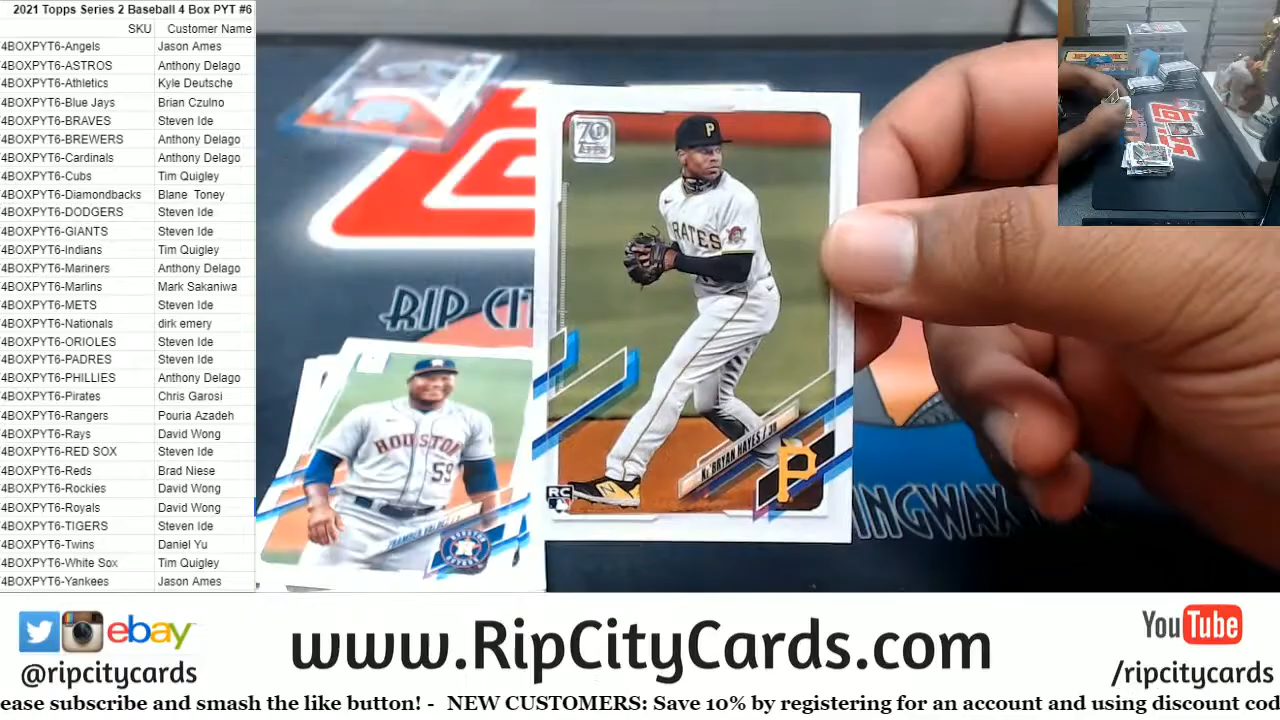 2021 Topps Series 2 Baseball 4 Box PYT #6
SKU Customer Name
4BOXPYT6-Angels Jason Ames
4BOXPYT6-ASTROS Anthony Delago
4BOXPYT6-Athletics Kyle Deutsche
4BOXPYT6-Blue Jays Brian Czulno
4BOXPYT6-BRAVES Steven Ide
4BOXPYT6-BREWERS Anthony Delago
4BOXPYT6-Cardinals Anthony Delago
4BOXPYT6-Cubs Tim Quigley
4BOXPYT6-Diamondbacks Blane Toney
4BOXPYT6-DODGERS Steven Ide
4BOXPYT6-GIANTS Steven Ide
4BOXPYT6-Indians Tim Quigley
4BOXPYT6-Mariners Anthony Delago
4BOXPYT6-Marlins Mark Sakaniwa
4BOXPYT6-METS Steven Ide
4BOXPYT6-Nationals dirk emery
4BOXPYT6-ORIOLES Steven Ide
4BOXPYT6-PADRES Steven Ide
4BOXPYT6-PHILLIES Anthony Delago
4BOXPYT6-Pirates Chris Garosi
4BOXPYT6-Rangers Pouria Azadeh
4BOXPYT6-Rays David Wong
4BOXPYT6-RED SOX Steven Ide
4BOXPYT6-Reds Brad Niese
4BOXPYT6-Rockies David Wong
4BOXPYT6-Royals David Wong
4BOXPYT6-TIGERS Steven Ide
4BOXPYT6-Twins Daniel Yu
4BOXPYT6-White Sox Tim Quigley
4BOXPYT6-Yankees Jason Ames
70
TOPPS
P
RATES
KE'BRYAN HAYES / 3B
P
RC
RIP CIT
INGWAX
HOUSTON
59
FRAMBER VALDEZ
ebay
@ripcitycards
www.RipCityCards.com
YouTube
/ripcitycards
ease subscribe and smash the like button! - NEW CUSTOMERS: Save 10% by registering for an account and using discount cod